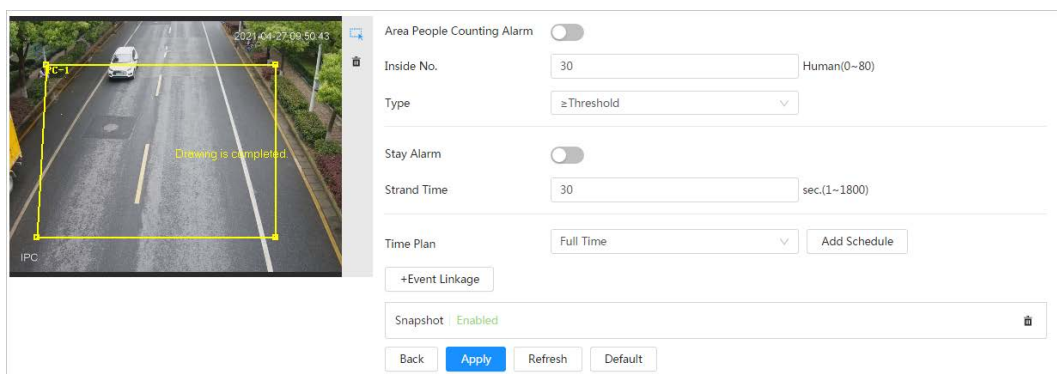 2021-04-27 09:50:43
PC-1
Drawing is completed.
IPC
Area People Counting Alarm
Inside No. 30 Human(0~80)
Type ≥Threshold
Stay Alarm
Strand Time 30 sec.(1~1800)
Time Plan Full Time Add Schedule
+Event Linkage
Snapshot Enabled
Back Apply Refresh Default